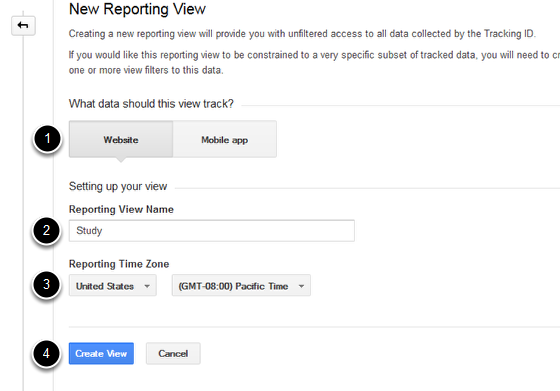 New Reporting View
Creating a new reporting view will provide you with unfiltered access to all data collected by the Tracking ID.
If you would like this reporting view to be constrained to a very specific subset of tracked data, you will need to
one or more view filters to this data.
What data should this view track?
1 Website Mobile app
Setting up your view
Reporting View Name
2 Study
Reporting Time Zone
3 United States (GMT-08:00) Pacific Time
4 Create View Cancel